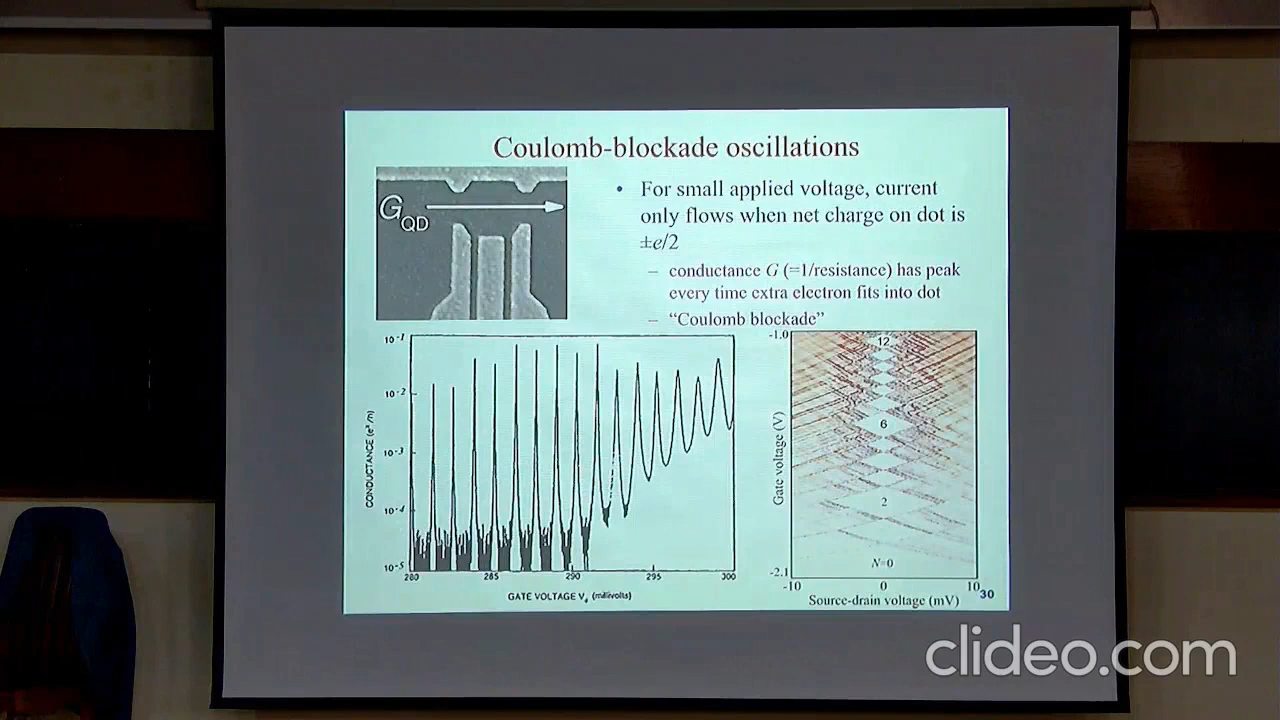 Coulomb-blockade oscillations
G QD
• For small applied voltage, current
only flows when net charge on dot is
±e/2
– conductance G (=1/resistance) has peak
every time extra electron fits into dot
– “Coulomb blockade”
10⁻¹
10⁻²
10⁻³
10⁻⁴
10⁻⁵
CONDUCTANCE (e²/h)
280 285 290 295 300
GATE VOLTAGE Vg (millivolts)
-1.0
12
6
2
N=0
-2.1
Gate voltage (V)
-10 0 10
Source-drain voltage (mV)
30
clideo.com